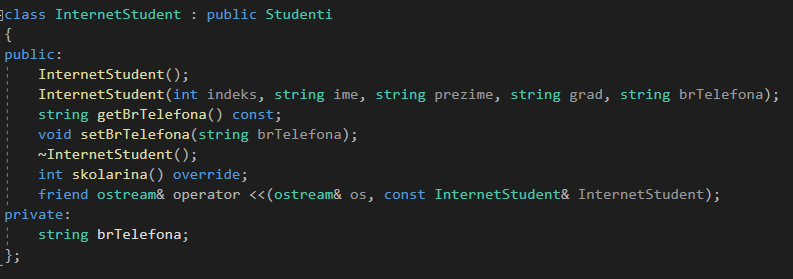 class InternetStudent : public Studenti
{
public:
    InternetStudent();
    InternetStudent(int indeks, string ime, string prezime, string grad, string brTelefona);
    string getBrTelefona() const;
    void setBrTelefona(string brTelefona);
    ~InternetStudent();
    int skolarina() override;
    friend ostream& operator <<(ostream& os, const InternetStudent& InternetStudent);
private:
    string brTelefona;
};